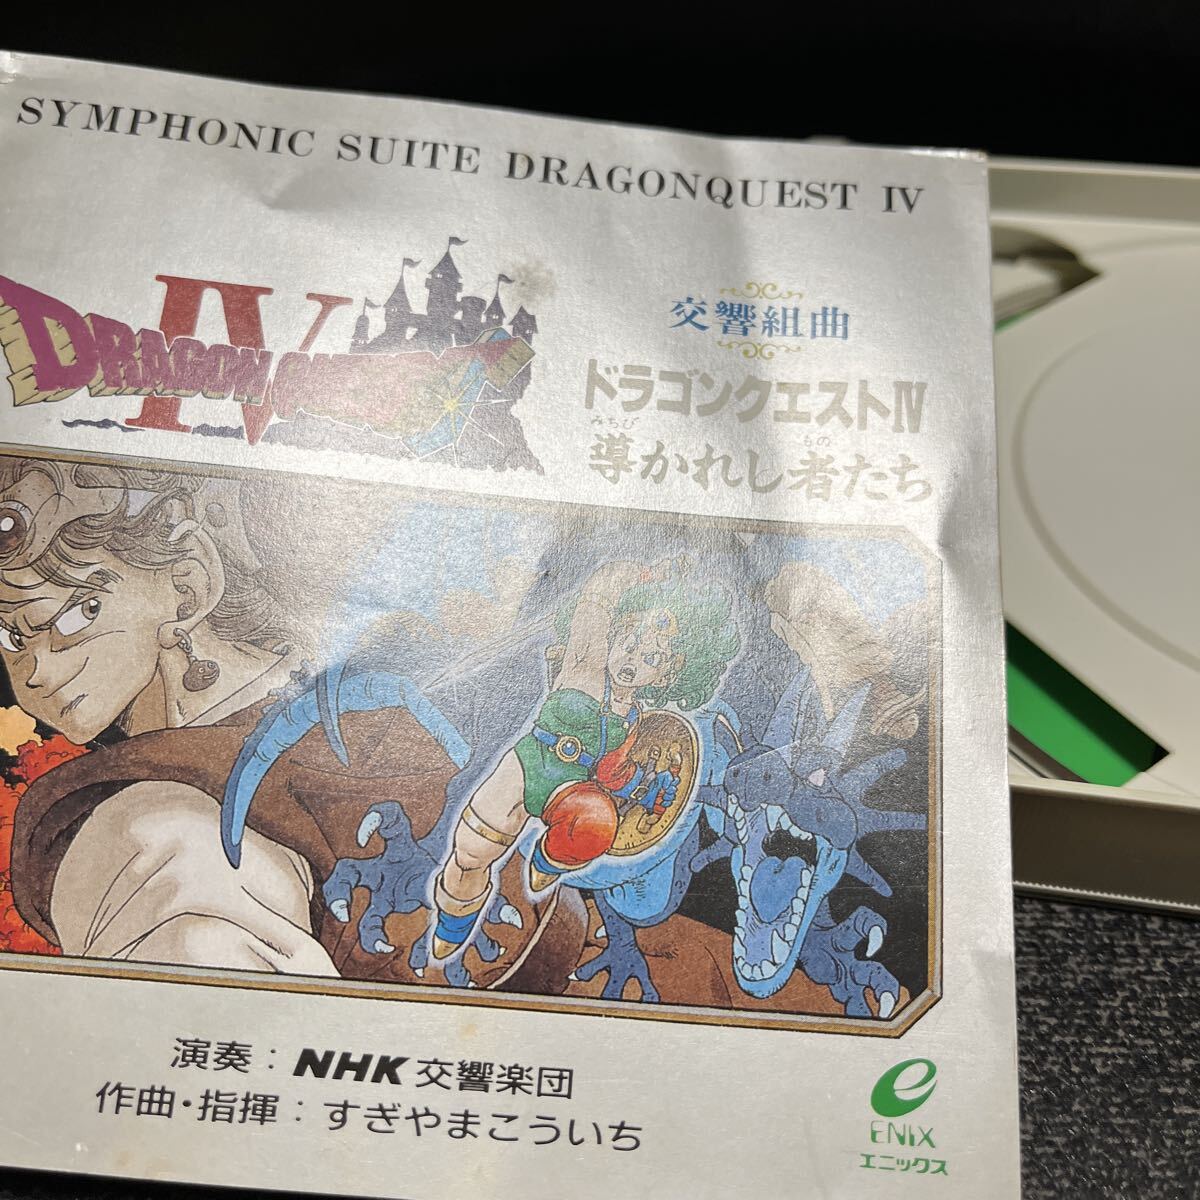 SYMPHONIC SUITE DRAGONQUEST IV
DRAGON QUEST
IV
交響組曲
ドラゴンクエストIV
みちび もの
導かれし者たち
演奏：NHK交響楽団
作曲・指揮：すぎやまこういち
e
ENIX
エニックス